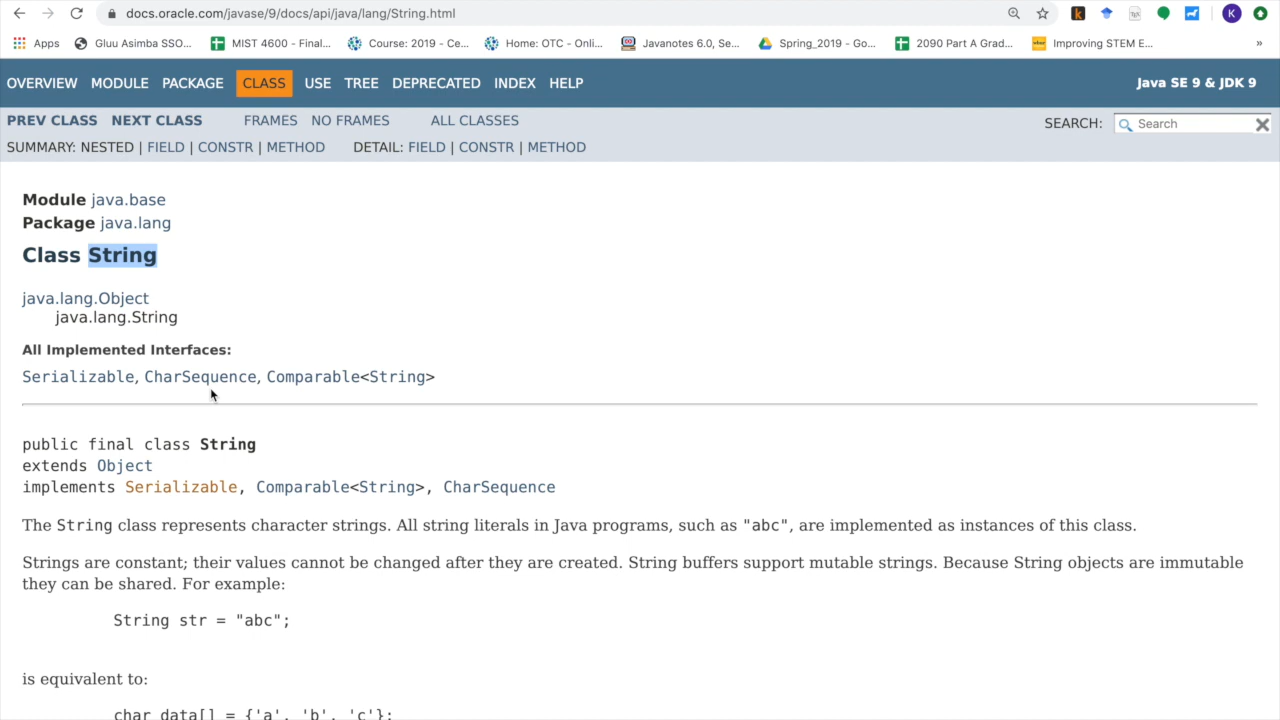 docs.oracle.com/javase/9/docs/api/java/lang/String.html
K
Apps Gluu Asimba SSO... MIST 4600 - Final... Course: 2019 - Ce... Home: OTC - Onli... Javanotes 6.0, Se... Spring_2019 - Go... 2090 Part A Grad... Improving STEM E... »
OVERVIEW MODULE PACKAGE CLASS USE TREE DEPRECATED INDEX HELP Java SE 9 & JDK 9
PREV CLASS NEXT CLASS FRAMES NO FRAMES ALL CLASSES SEARCH: Search
SUMMARY: NESTED | FIELD | CONSTR | METHOD DETAIL: FIELD | CONSTR | METHOD
Module java.base
Package java.lang
Class String
java.lang.Object
java.lang.String
All Implemented Interfaces:
Serializable, CharSequence, Comparable<String>
public final class String
extends Object
implements Serializable, Comparable<String>, CharSequence
The String class represents character strings. All string literals in Java programs, such as "abc", are implemented as instances of this class.
Strings are constant; their values cannot be changed after they are created. String buffers support mutable strings. Because String objects are immutable
they can be shared. For example:
String str = "abc";
is equivalent to:
char data[] = {'a', 'b', 'c'};